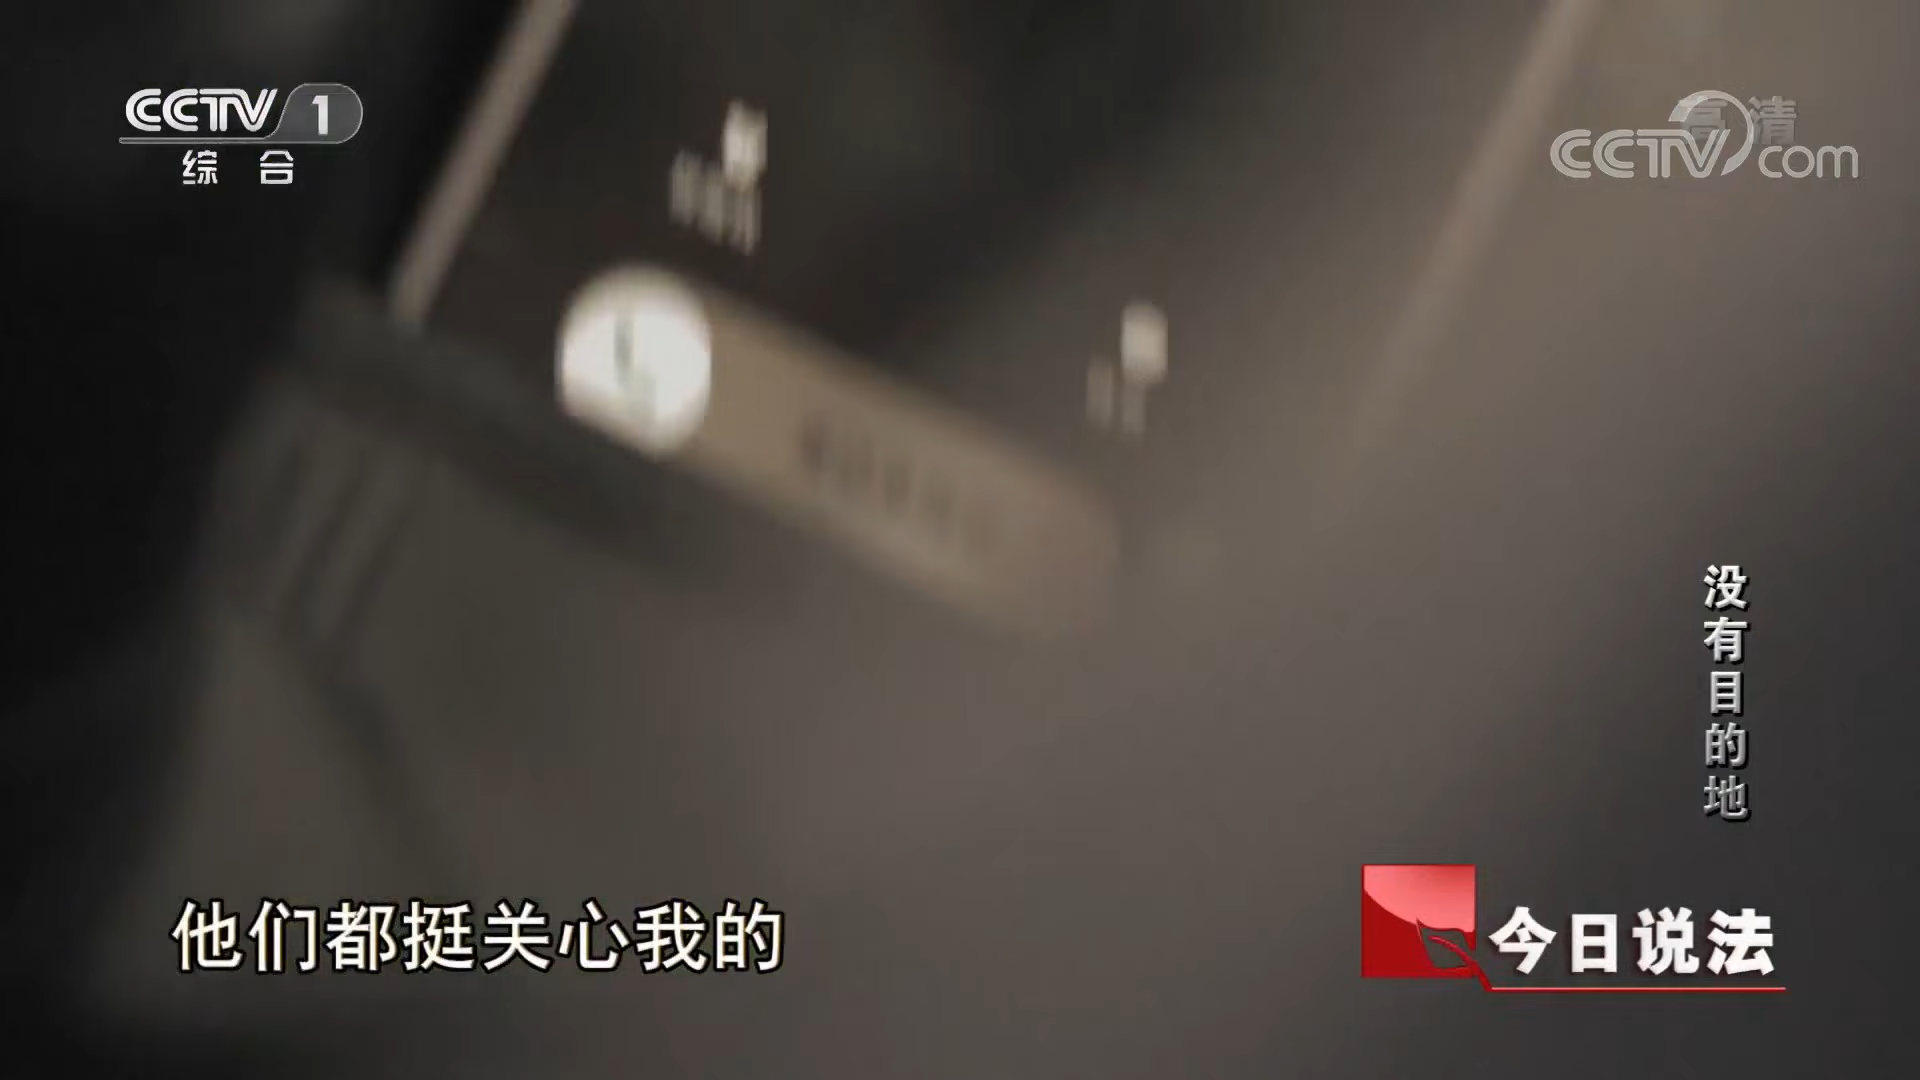 CCTV 1
综 合
高清
CCTV com
没有目的地
他们都挺关心我的
今日说法